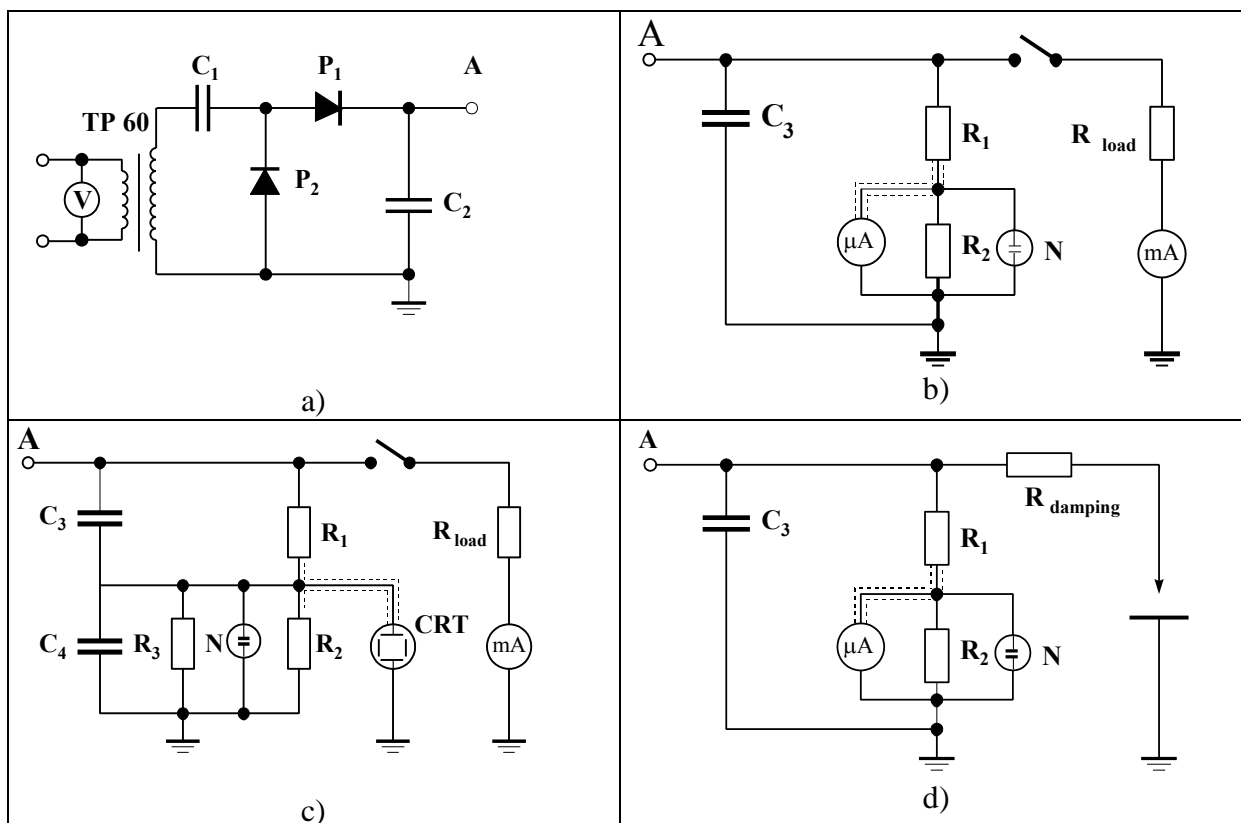 C1 P1 A
TP 60
V
P2
C2
a)
A
C3
R1
R load
μA
R2 N
mA
b)
A
C3
R1
R load
C4 R3 N R2 CRT mA
c)
A
R damping
C3
R1
μA
R2 N
d)